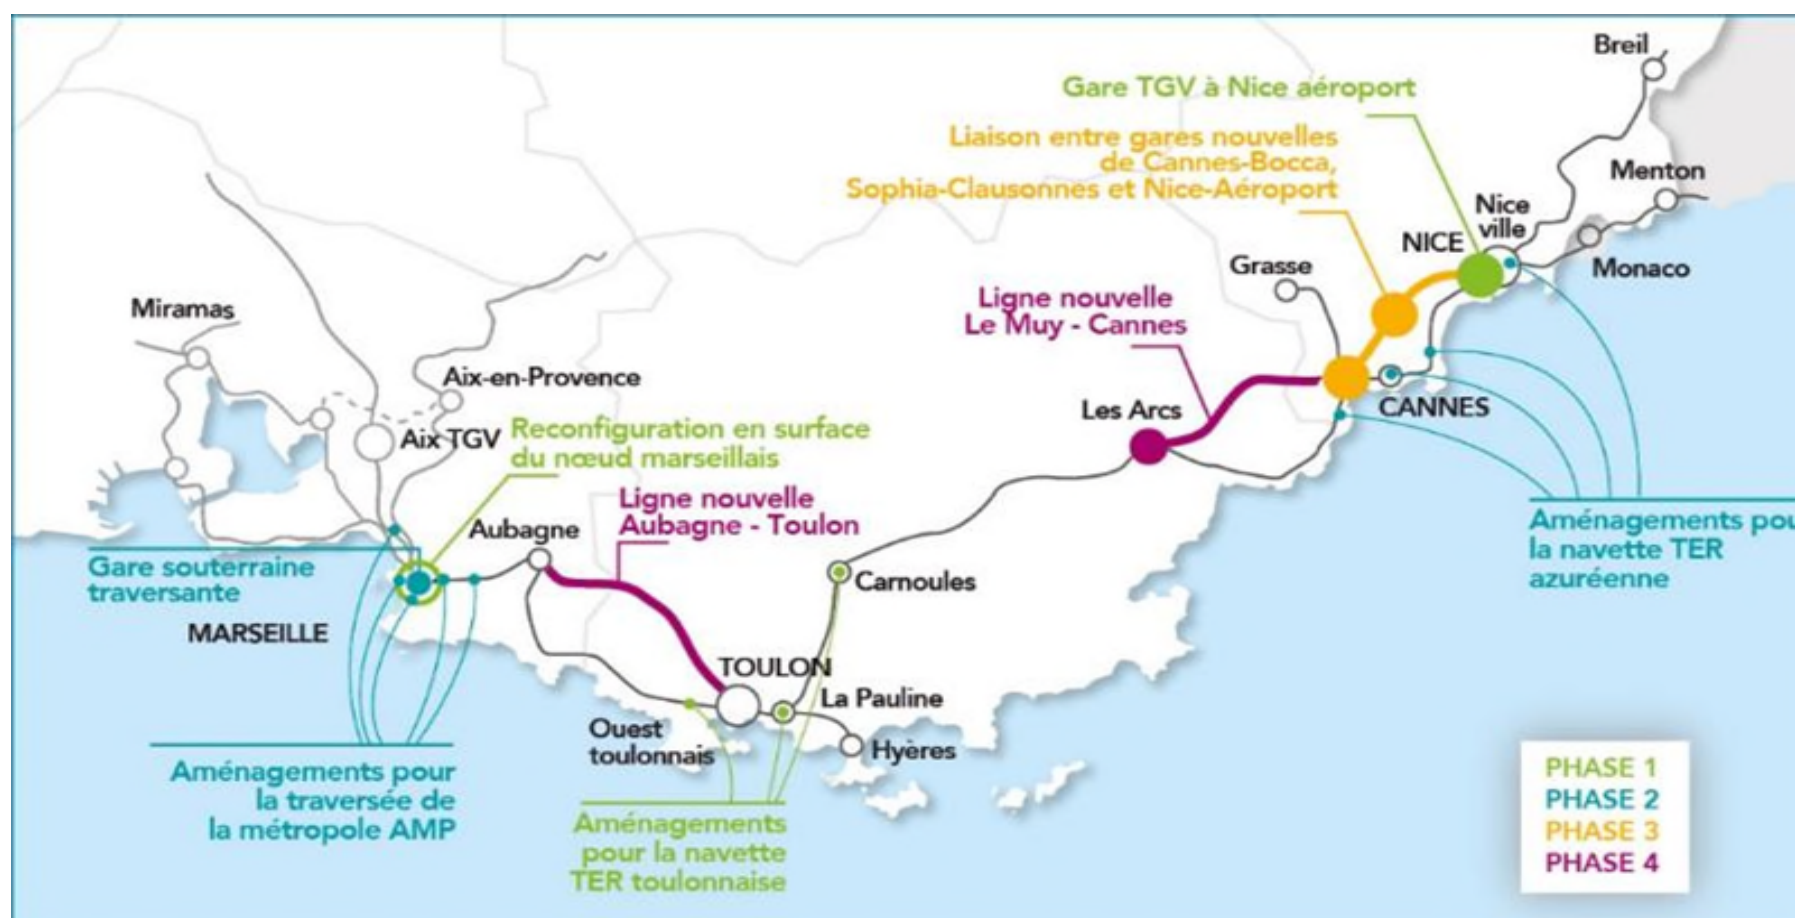 Breil
Gare TGV à Nice aéroport
Liaison entre gares nouvelles
de Cannes-Bocca,
Sophia-Clausonnes et Nice-Aéroport
Menton
Nice
ville
NICE
Monaco
Grasse
Ligne nouvelle
Le Muy - Cannes
Miramas
Aix-en-Provence
Les Arcs
CANNES
Aix TGV
Reconfiguration en surface
du nœud marseillais
Ligne nouvelle
Aubagne - Toulon
Aubagne
Aménagements pou
la navette TER
azuréenne
Gare souterraine
traversante
Carnoules
MARSEILLE
TOULON
La Pauline
Ouest
toulonnais
Hyères
Aménagements pour
la traversée de
la métropole AMP
Aménagements
pour la navette
TER toulonnaise
PHASE 1
PHASE 2
PHASE 3
PHASE 4